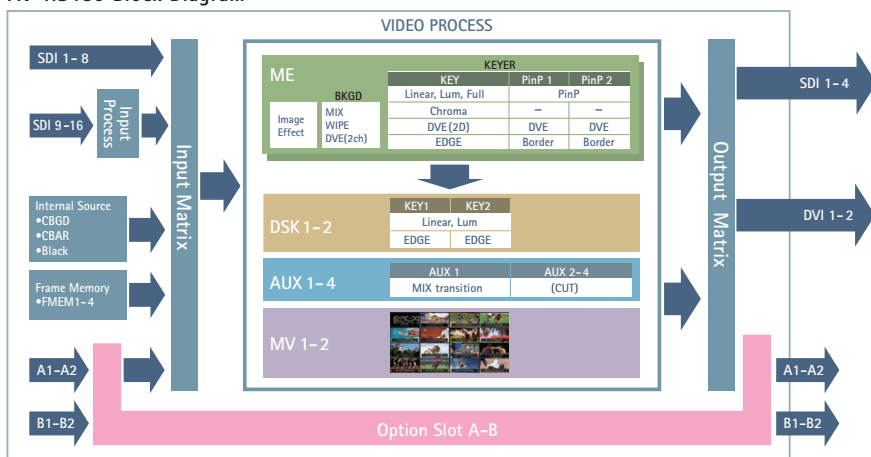 VIDEO PROCESS
SDI 1-8
SDI 9-16
Input Process
Input Matrix
Internal Source
•CBGD
•CBAR
•Black
Frame Memory
•FMEM1-4
A1-A2
B1-B2
ME
Image Effect
BKGD
MIX
WIPE
DVE(2ch)
KEYER
KEY PinP 1 PinP 2
Linear, Lum, Full PinP
Chroma – –
DVE(2D) DVE DVE
EDGE Border Border
DSK 1-2
KEY1 KEY2
Linear, Lum
EDGE EDGE
AUX 1-4
AUX 1 AUX 2-4
MIX transition (CUT)
MV 1-2
18:05:29
Output Matrix
SDI 1-4
DVI 1-2
A1-A2
B1-B2
Option Slot A-B